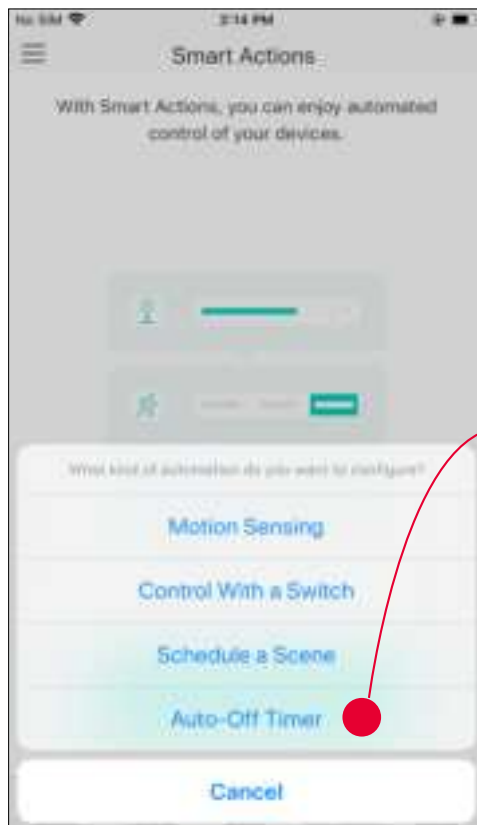 No SIM 2:14 PM
Smart Actions
With Smart Actions, you can enjoy automated
control of your devices.
What kind of automation do you want to configure?
Motion Sensing
Control With a Switch
Schedule a Scene
Auto-Off Timer
Cancel